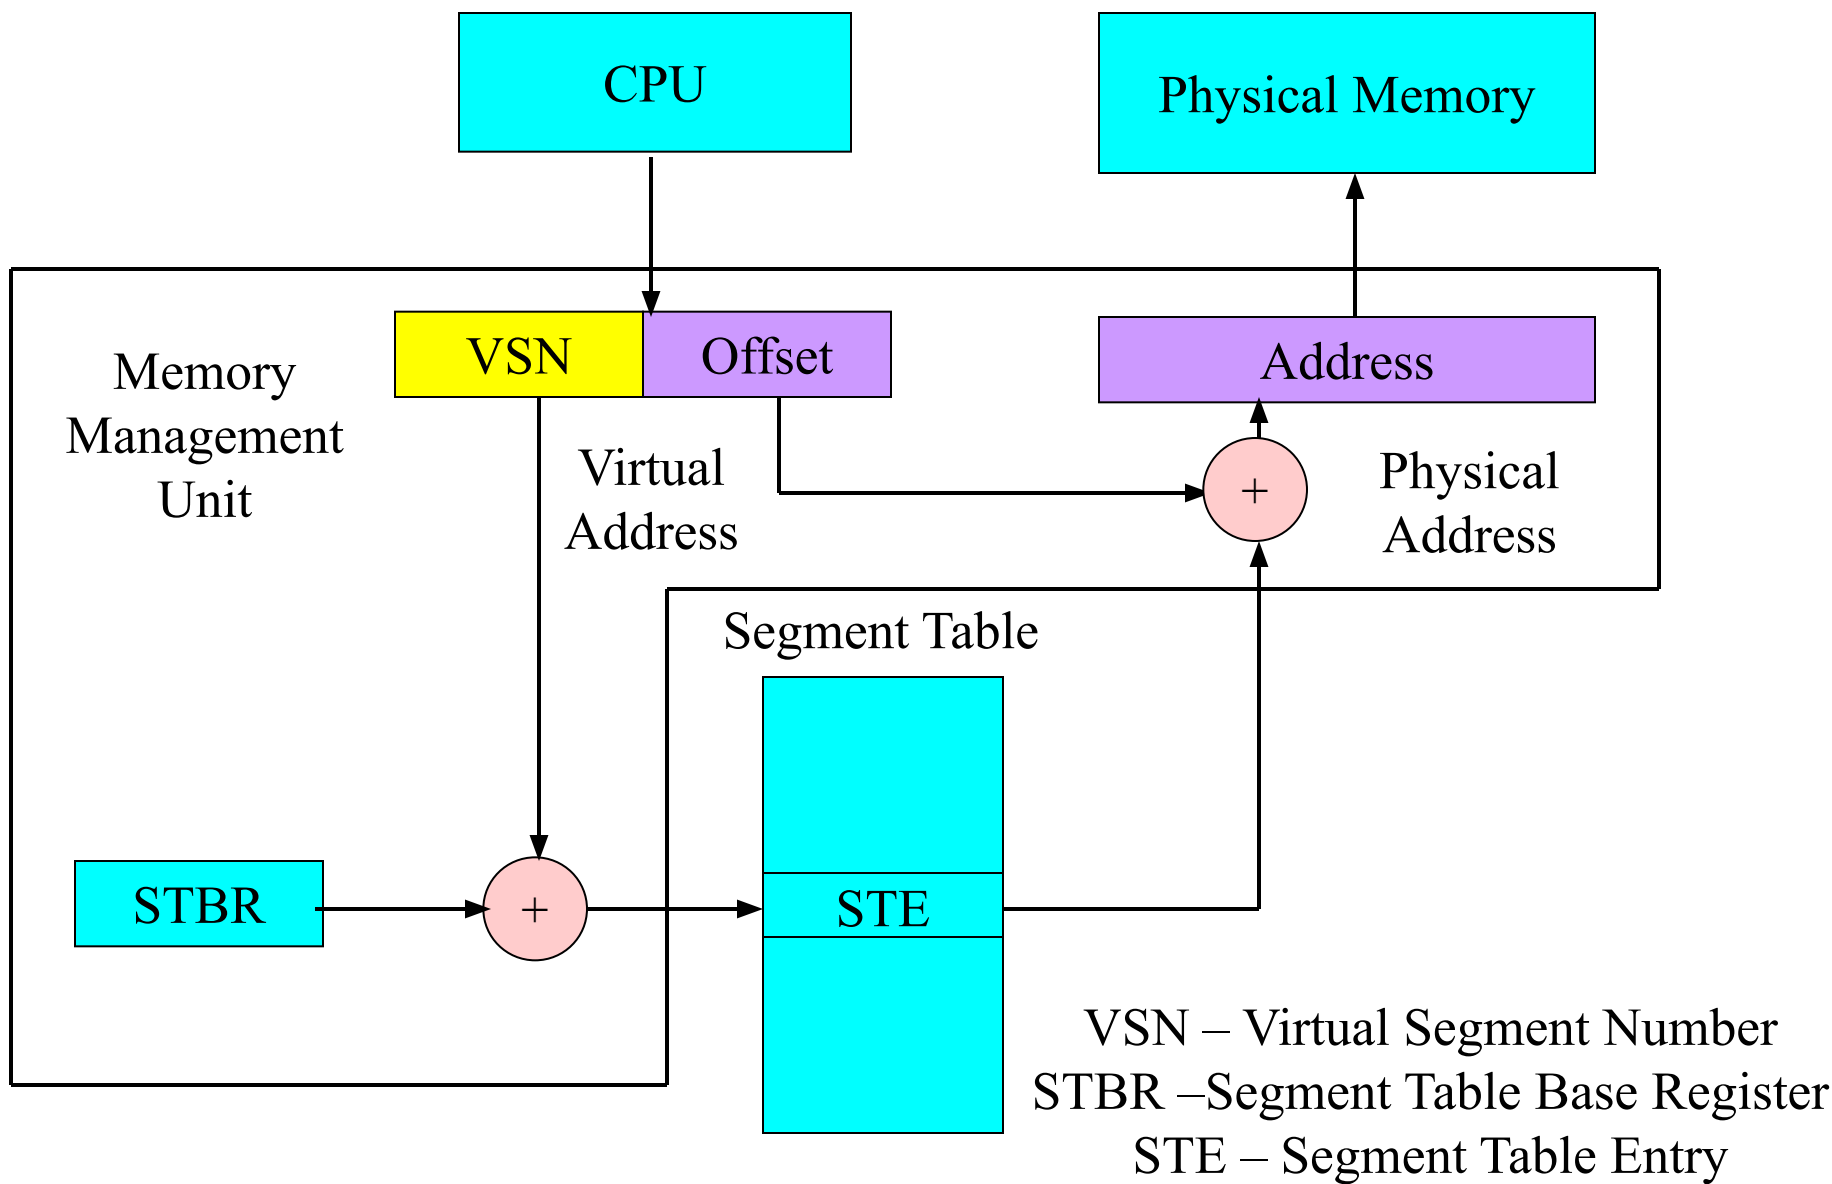 CPU
Physical Memory
VSN
Offset
Address
Memory
Management
Unit
Virtual
Address
+
Physical
Address
Segment Table
STBR
+
STE
VSN – Virtual Segment Number
STBR –Segment Table Base Register
STE – Segment Table Entry